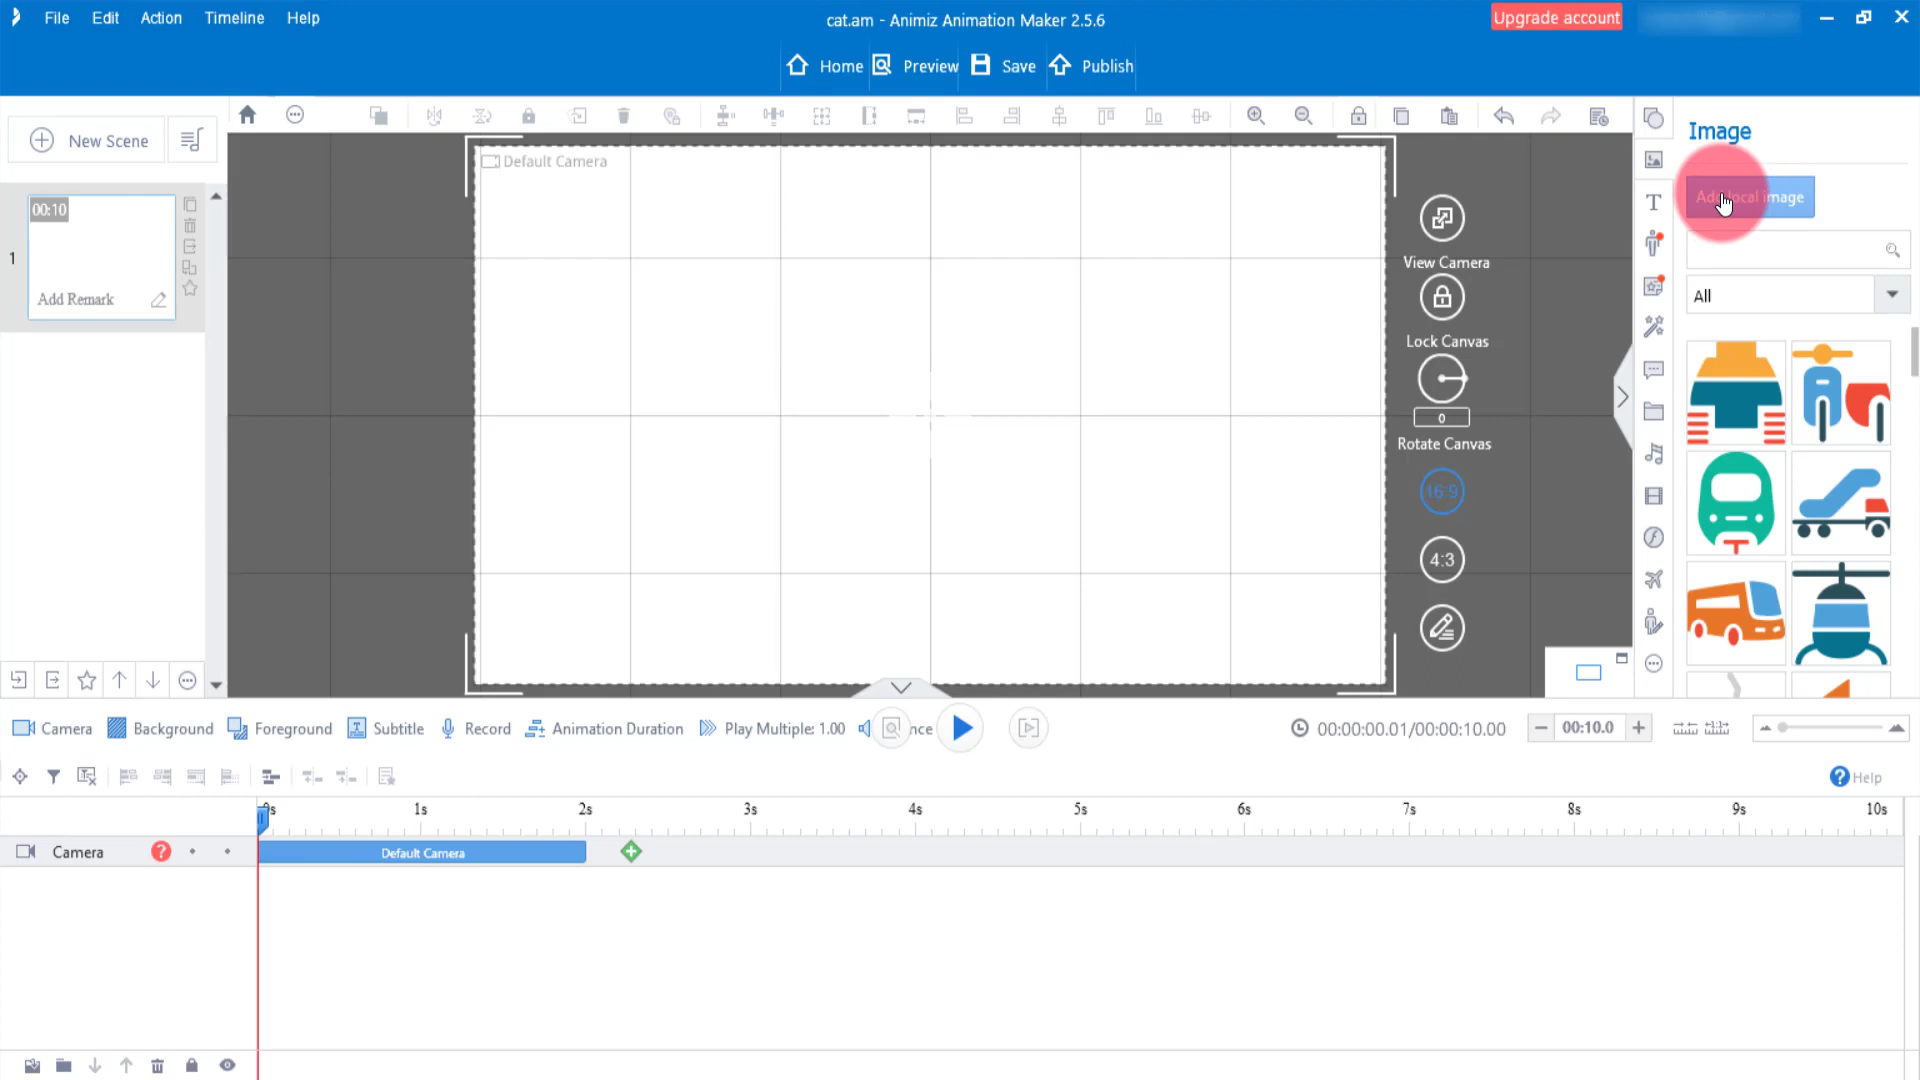 File Edit Action Timeline Help
cat.am - Animiz Animation Maker 2.5.6
Upgrade account
Home Preview Save Publish
New Scene
Image
00:10
Default Camera
Add local image
1
Add Remark
All
View Camera
Lock Canvas
0
Rotate Canvas
16:9
4:3
Camera Background Foreground Subtitle Record Animation Duration Play Multiple: 1.00 nce
00:00:00.01/00:00:10.00
00:10.0
Help
0s 1s 2s 3s 4s 5s 6s 7s 8s 9s 10s
Camera
Default Camera